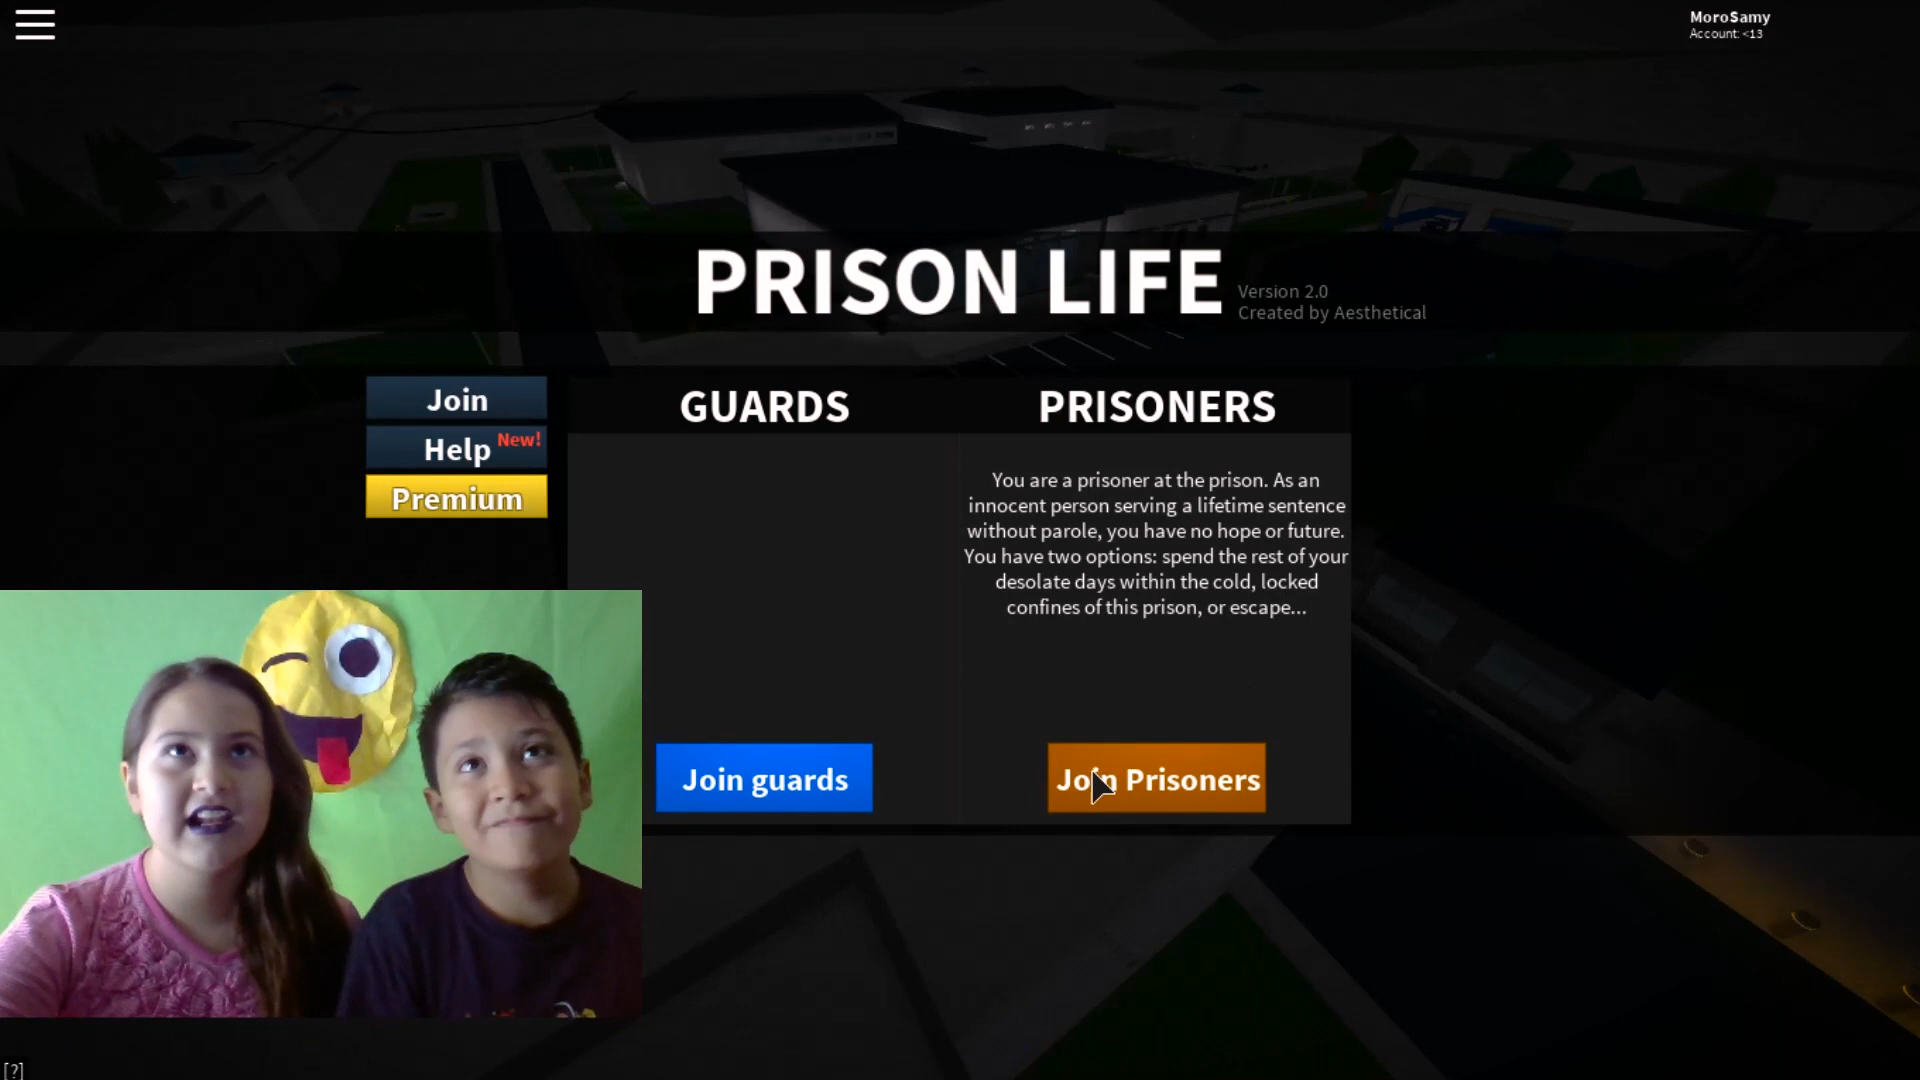 MoroSamy
Account: <13
PRISON LIFE
Version 2.0
Created by Aesthetical
Join
Help New!
Premium
GUARDS
PRISONERS
You are a prisoner at the prison. As an
innocent person serving a lifetime sentence
without parole, you have no hope or future.
You have two options: spend the rest of your
desolate days within the cold, locked
confines of this prison, or escape...
Join guards
Join Prisoners
[?]